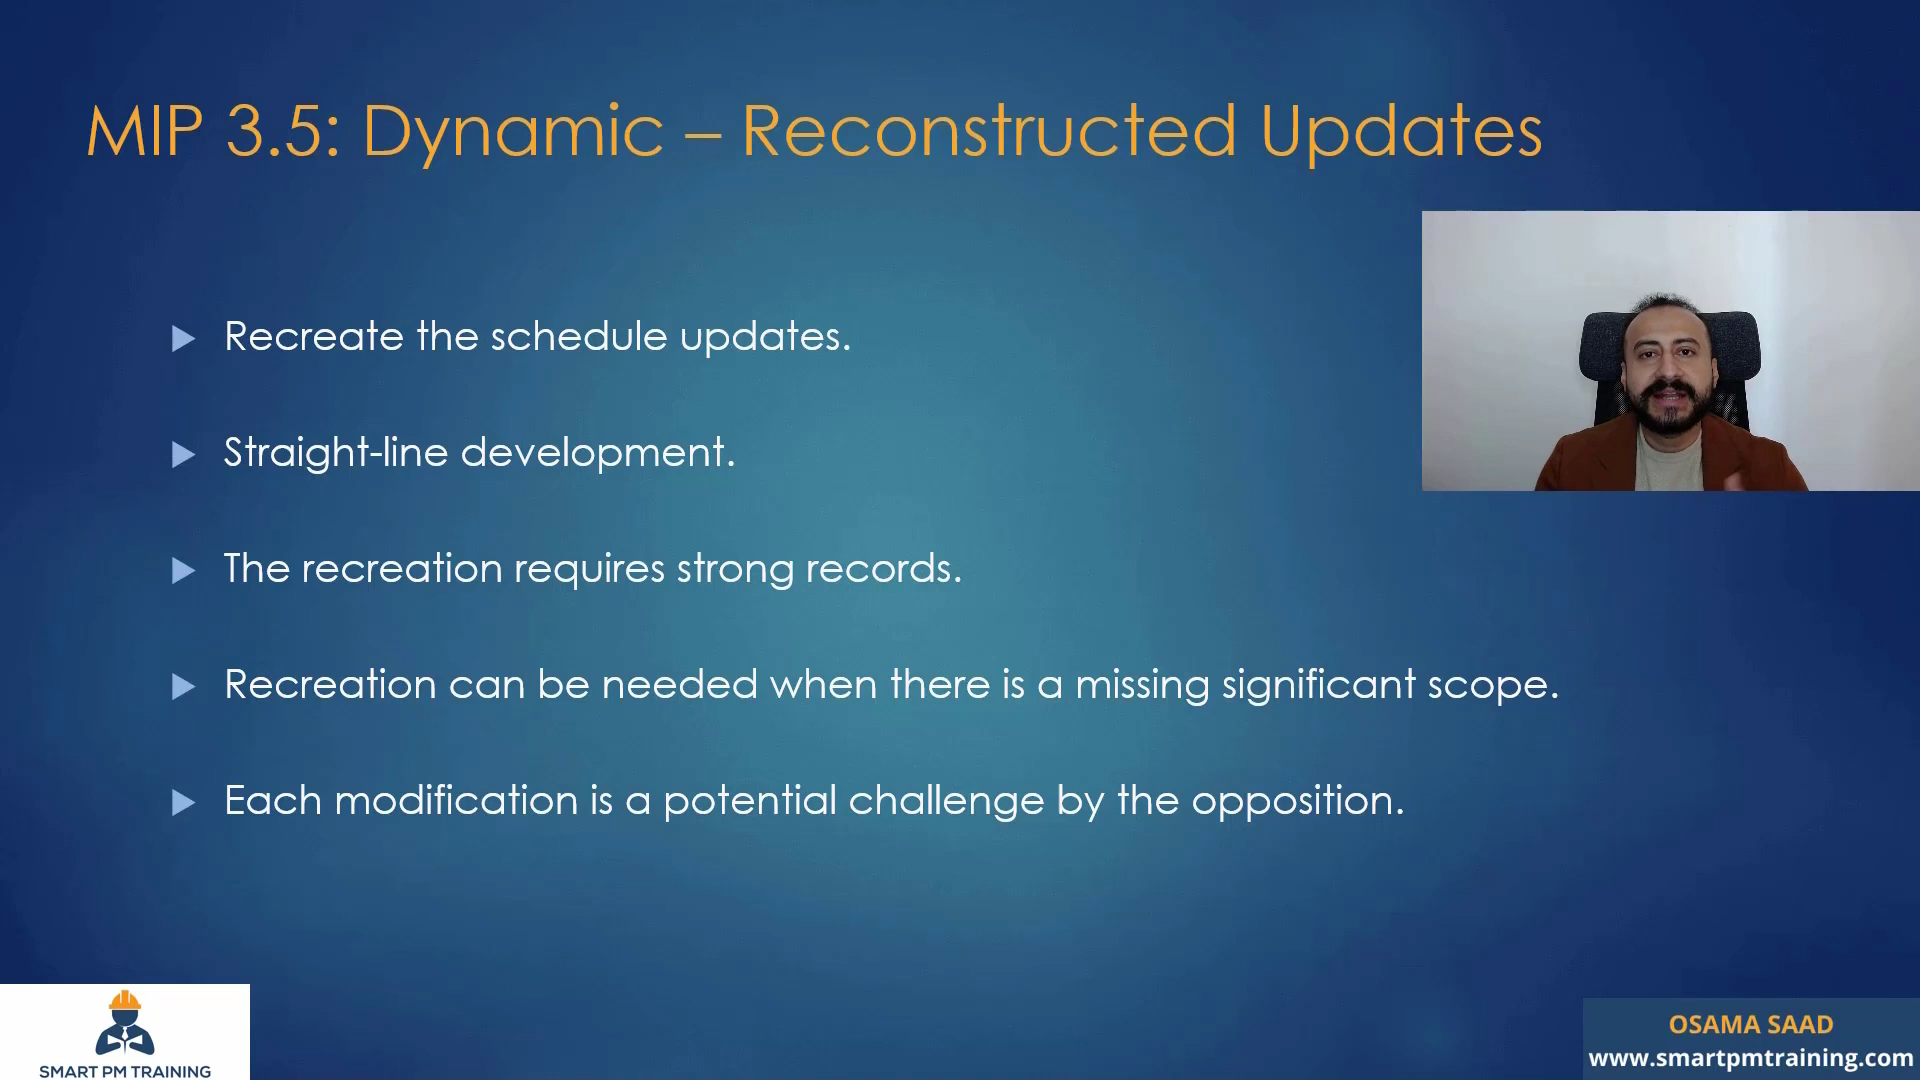 MIP 3.5: Dynamic – Reconstructed Updates
Recreate the schedule updates.
Straight-line development.
The recreation requires strong records.
Recreation can be needed when there is a missing significant scope.
Each modification is a potential challenge by the opposition.
SMART PM TRAINING
OSAMA SAAD
www.smartpmtraining.com